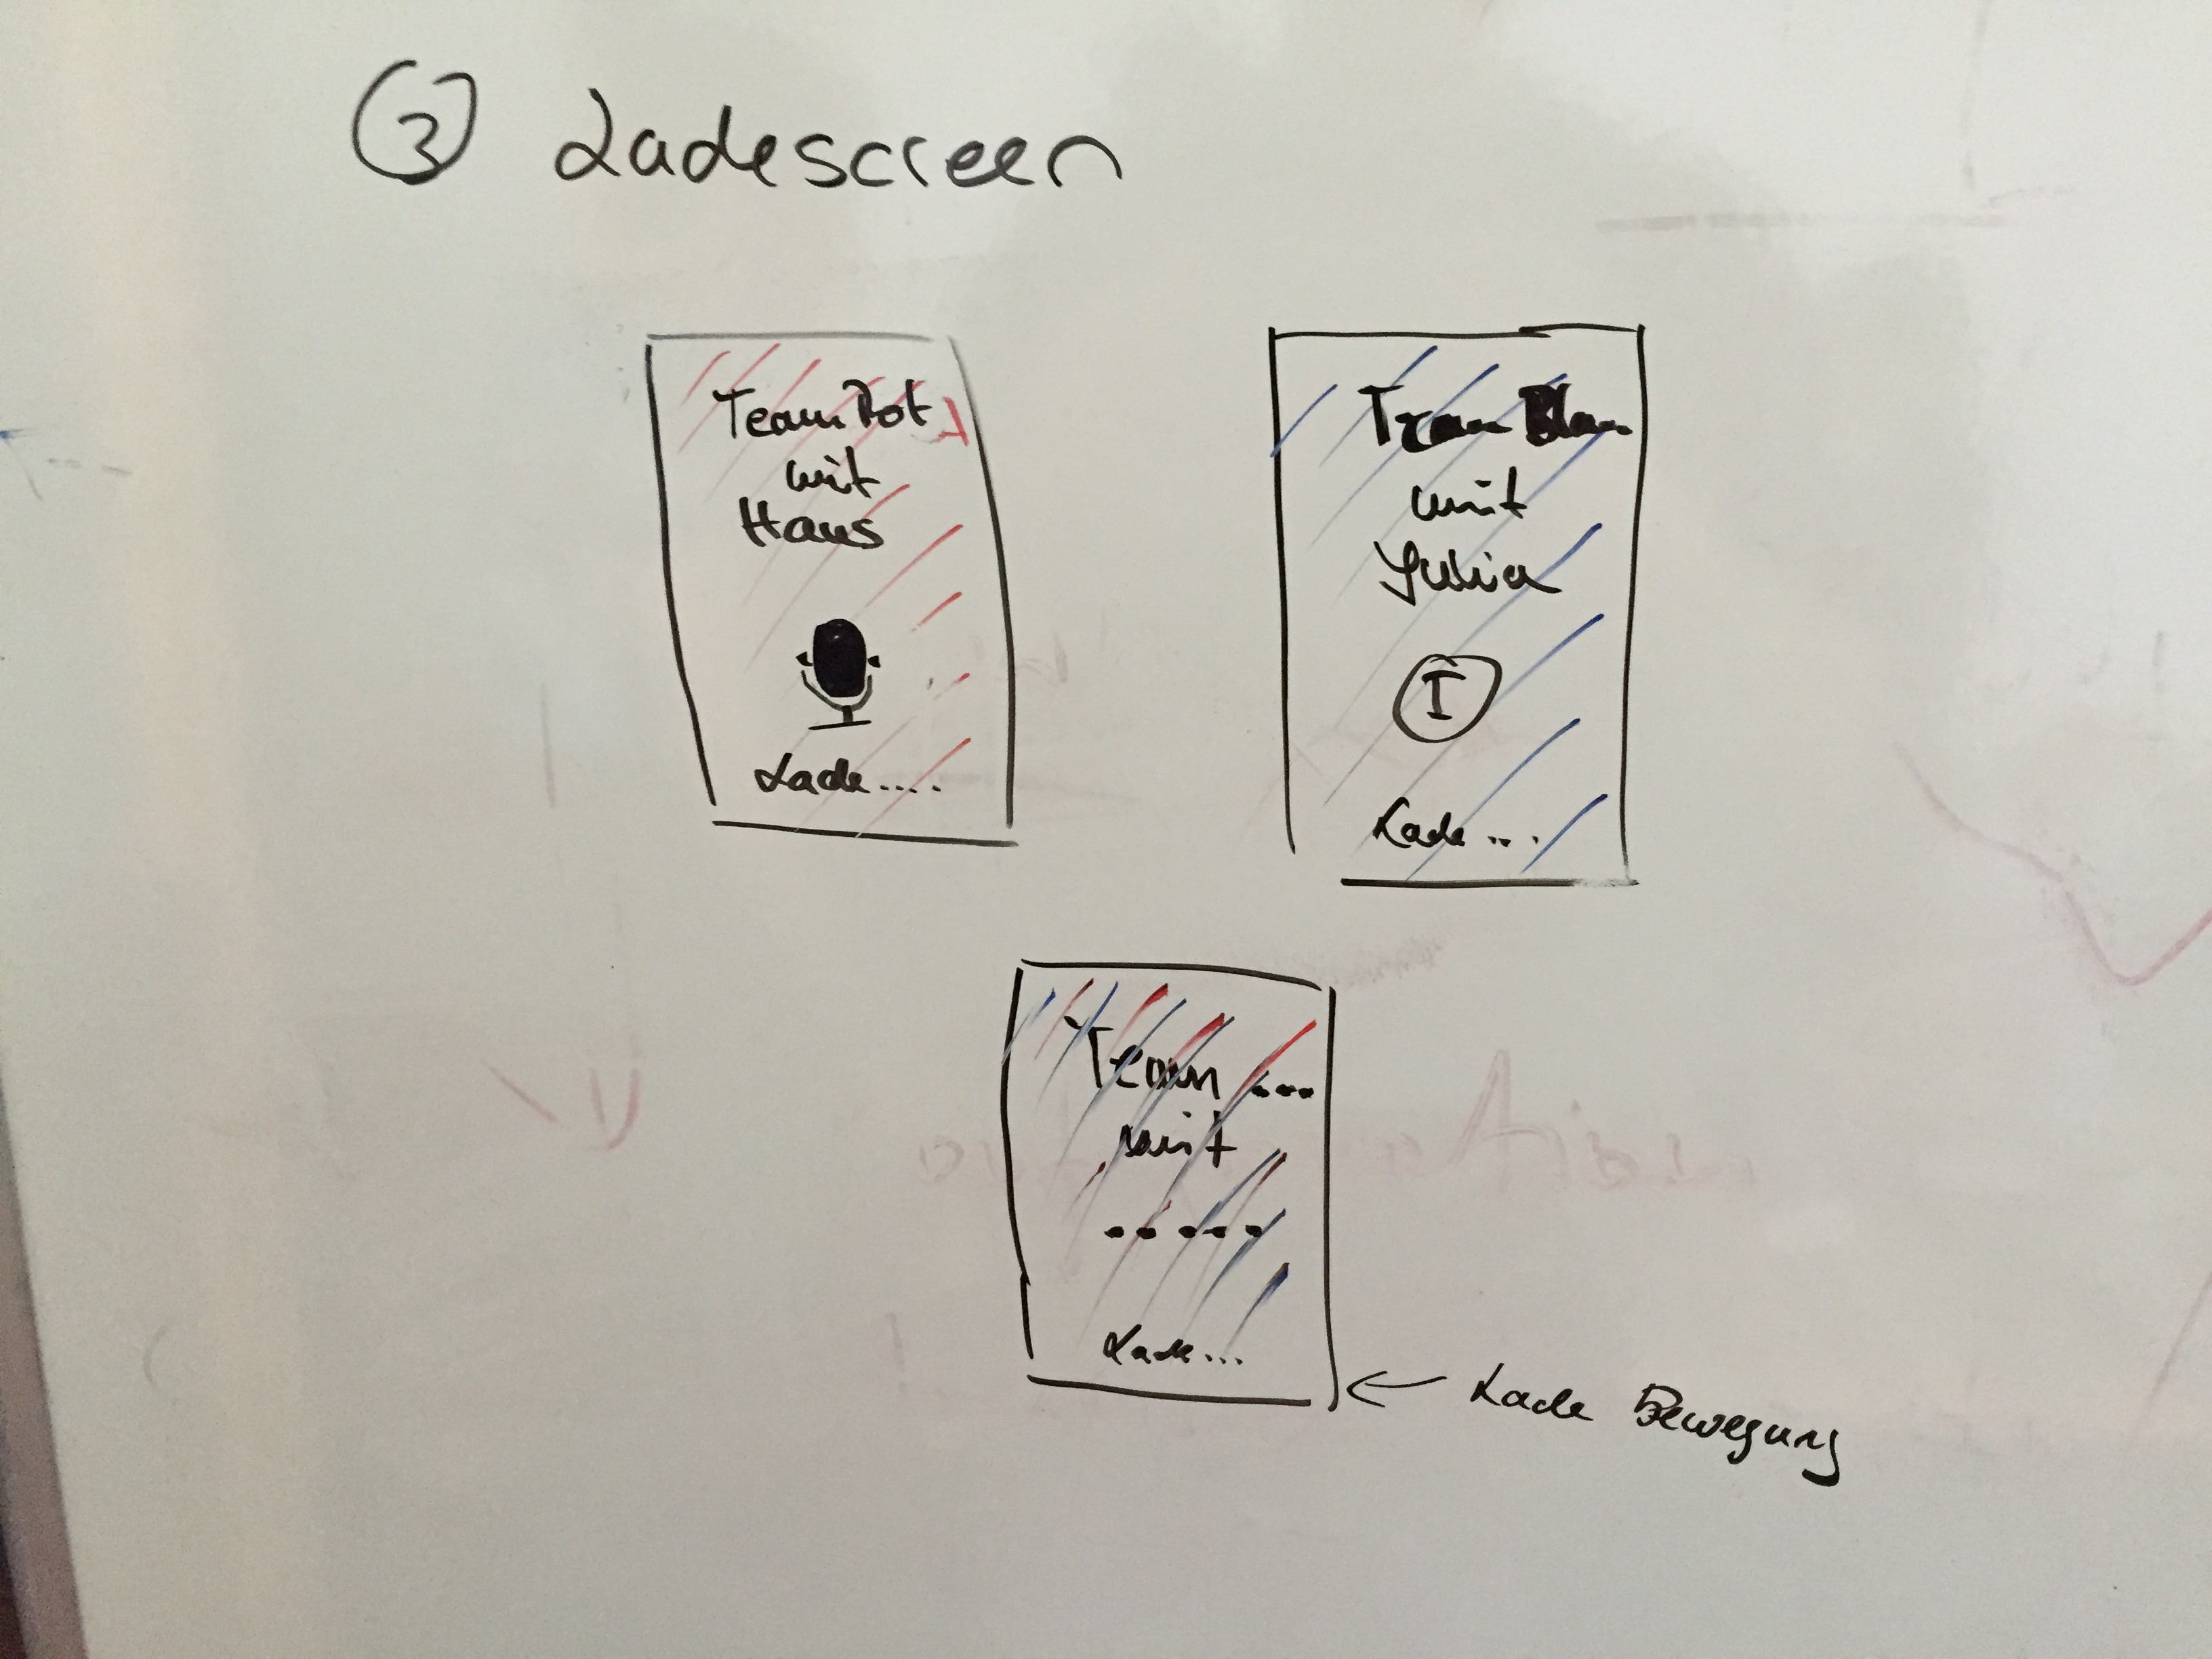 3 Ladescreen
Team Rot
mit
Hans
Lade....
Team Blau
mit
Julia
I
Lade....
Team ...
mit
.....
Lade...
← Lade Bewegung